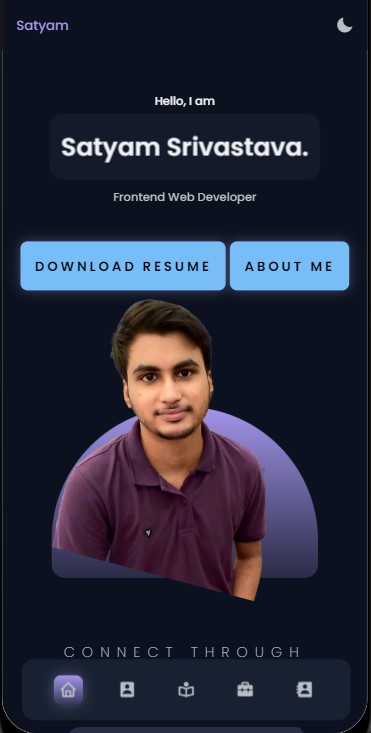 Satyam
Hello, I am
Satyam Srivastava.
Frontend Web Developer
DOWNLOAD RESUME ABOUT ME
CONNECT THROUGH